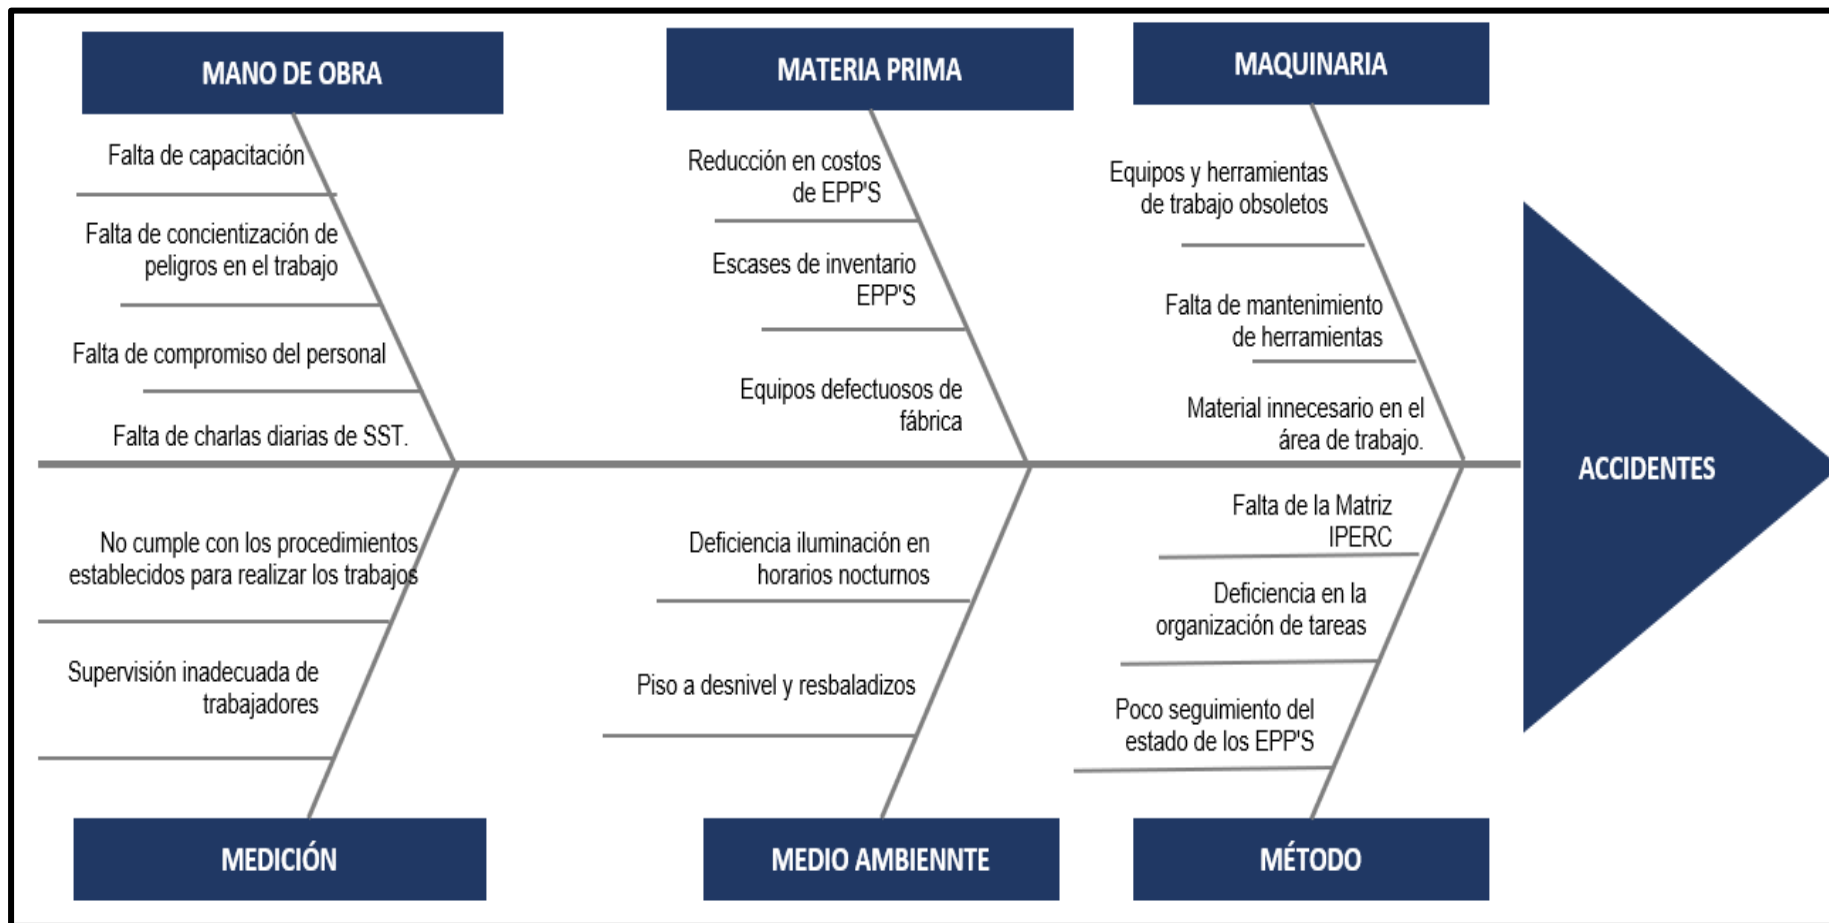 MANO DE OBRA
Falta de capacitación
Falta de concientización de
peligros en el trabajo
Falta de compromiso del personal
Falta de charlas diarias de SST.
MATERIA PRIMA
Reducción en costos
de EPP'S
Escases de inventario
EPP'S
Equipos defectuosos de
fábrica
MAQUINARIA
Equipos y herramientas
de trabajo obsoletos
Falta de mantenimiento
de herramientas
Material innecesario en el
área de trabajo.
ACCIDENTES
No cumple con los procedimientos
establecidos para realizar los trabajos
Supervisión inadecuada de
trabajadores
MEDICIÓN
Deficiencia iluminación en
horarios nocturnos
Piso a desnivel y resbaladizos
MEDIO AMBIENNTE
Falta de la Matriz
IPERC
Deficiencia en la
organización de tareas
Poco seguimiento del
estado de los EPP'S
MÉTODO